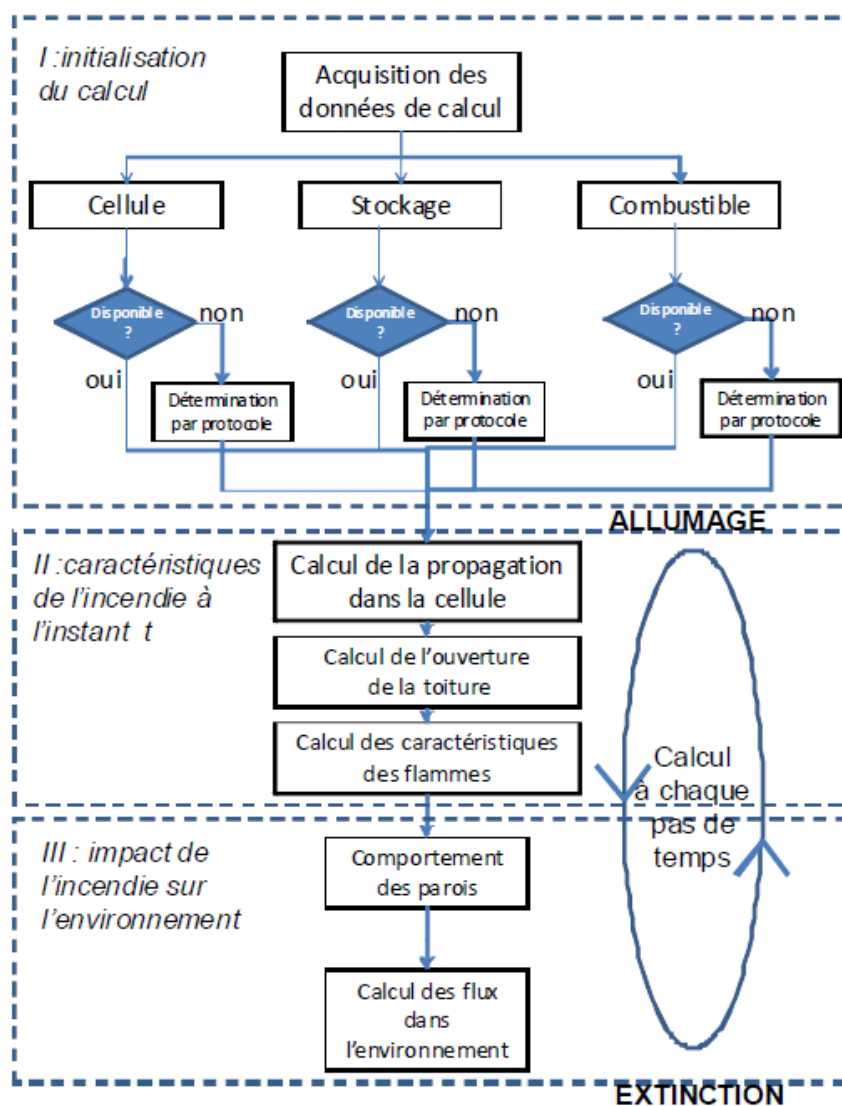 I :initialisation
du calcul
Acquisition des
données de calcul
Cellule
Stockage
Combustible
Disponible
?
non
oui
Détermination
par protocole
Disponible
?
non
oui
Détermination
par protocole
Disponible
?
non
oui
Détermination
par protocole
ALLUMAGE
II :caractéristiques
de l'incendie à
l'instant t
Calcul de la propagation
dans la cellule
Calcul de l'ouverture
de la toiture
Calcul des caractéristiques
des flammes
Calcul
à chaque
pas de
temps
III : impact de
l'incendie sur
l'environnement
Comportement
des parois
Calcul des flux
dans
l'environnement
EXTINCTION